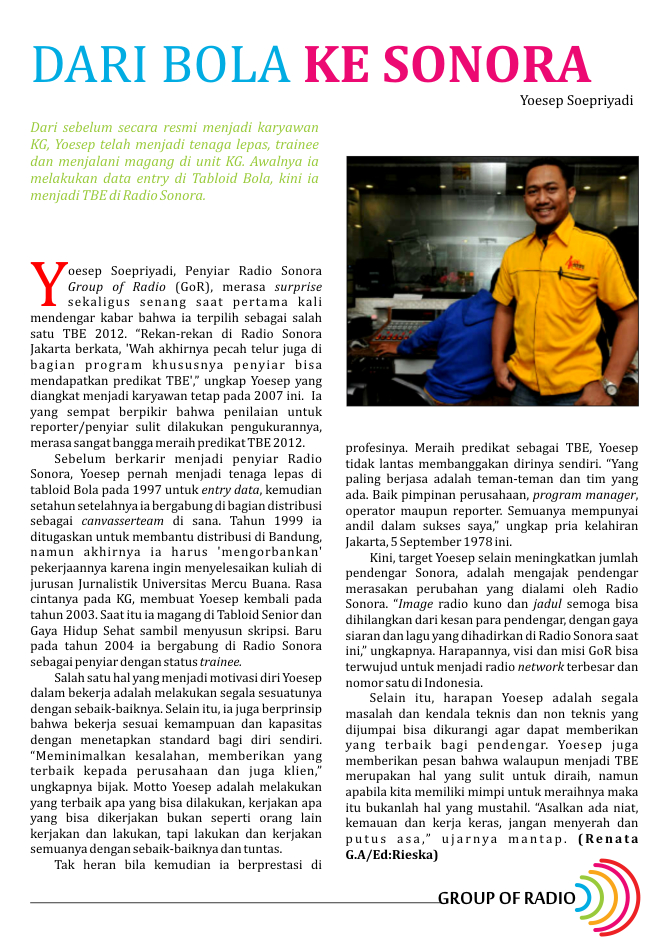 DARI BOLA KE SONORA
Yoesep Soepriyadi
Dari sebelum secara resmi menjadi karyawan
KG, Yoesep telah menjadi tenaga lepas, trainee
dan menjalani magang di unit KG. Awalnya ia
melakukan data entry di Tabloid Bola, kini ia
menjadi TBE di Radio Sonora.
Yoesep Soepriyadi, Penyiar Radio Sonora
Group of Radio (GoR), merasa surprise
sekaligus senang saat pertama kali
mendengar kabar bahwa ia terpilih sebagai salah
satu TBE 2012. “Rekan-rekan di Radio Sonora
Jakarta berkata, 'Wah akhirnya pecah telur juga di
bagian program khususnya penyiar bisa
mendapatkan predikat TBE',” ungkap Yoesep yang
diangkat menjadi karyawan tetap pada 2007 ini. Ia
yang sempat berpikir bahwa penilaian untuk
reporter/penyiar sulit dilakukan pengukurannya,
merasa sangat bangga meraih predikat TBE 2012.
Sebelum berkarir menjadi penyiar Radio
Sonora, Yoesep pernah menjadi tenaga lepas di
tabloid Bola pada 1997 untuk entry data, kemudian
setahun setelahnya ia bergabung di bagian distribusi
sebagai canvasserteam di sana. Tahun 1999 ia
ditugaskan untuk membantu distribusi di Bandung,
namun akhirnya ia harus 'mengorbankan'
pekerjaannya karena ingin menyelesaikan kuliah di
jurusan Jurnalistik Universitas Mercu Buana. Rasa
cintanya pada KG, membuat Yoesep kembali pada
tahun 2003. Saat itu ia magang di Tabloid Senior dan
Gaya Hidup Sehat sambil menyusun skripsi. Baru
pada tahun 2004 ia bergabung di Radio Sonora
sebagai penyiar dengan status trainee.
Salah satu hal yang menjadi motivasi diri Yoesep
dalam bekerja adalah melakukan segala sesuatunya
dengan sebaik-baiknya. Selain itu, ia juga berprinsip
bahwa bekerja sesuai kemampuan dan kapasitas
dengan menetapkan standard bagi diri sendiri.
“Meminimalkan kesalahan, memberikan yang
terbaik kepada perusahaan dan juga klien,”
ungkapnya bijak. Motto Yoesep adalah melakukan
yang terbaik apa yang bisa dilakukan, kerjakan apa
yang bisa dikerjakan bukan seperti orang lain
kerjakan dan lakukan, tapi lakukan dan kerjakan
semuanya dengan sebaik-baiknya dan tuntas.
Tak heran bila kemudian ia berprestasi di
profesinya. Meraih predikat sebagai TBE, Yoesep
tidak lantas membanggakan dirinya sendiri. “Yang
paling berjasa adalah teman-teman dan tim yang
ada. Baik pimpinan perusahaan, program manager,
operator maupun reporter. Semuanya mempunyai
andil dalam sukses saya,” ungkap pria kelahiran
Jakarta, 5 September 1978 ini.
Kini, target Yoesep selain meningkatkan jumlah
pendengar Sonora, adalah mengajak pendengar
merasakan perubahan yang dialami oleh Radio
Sonora. “Image radio kuno dan jadul semoga bisa
dihilangkan dari kesan para pendengar, dengan gaya
siaran dan lagu yang dihadirkan di Radio Sonora saat
ini,” ungkapnya. Harapannya, visi dan misi GoR bisa
terwujud untuk menjadi radio network terbesar dan
nomor satu di Indonesia.
Selain itu, harapan Yoesep adalah segala
masalah dan kendala teknis dan non teknis yang
dijumpai bisa dikurangi agar dapat memberikan
yang terbaik bagi pendengar. Yoesep juga
memberikan pesan bahwa walaupun menjadi TBE
merupakan hal yang sulit untuk diraih, namun
apabila kita memiliki mimpi untuk meraihnya maka
itu bukanlah hal yang mustahil. “Asalkan ada niat,
kemauan dan kerja keras, jangan menyerah dan
putus asa,” ujarnya mantap. (Renata
G.A/Ed:Rieska)
GROUP OF RADIO